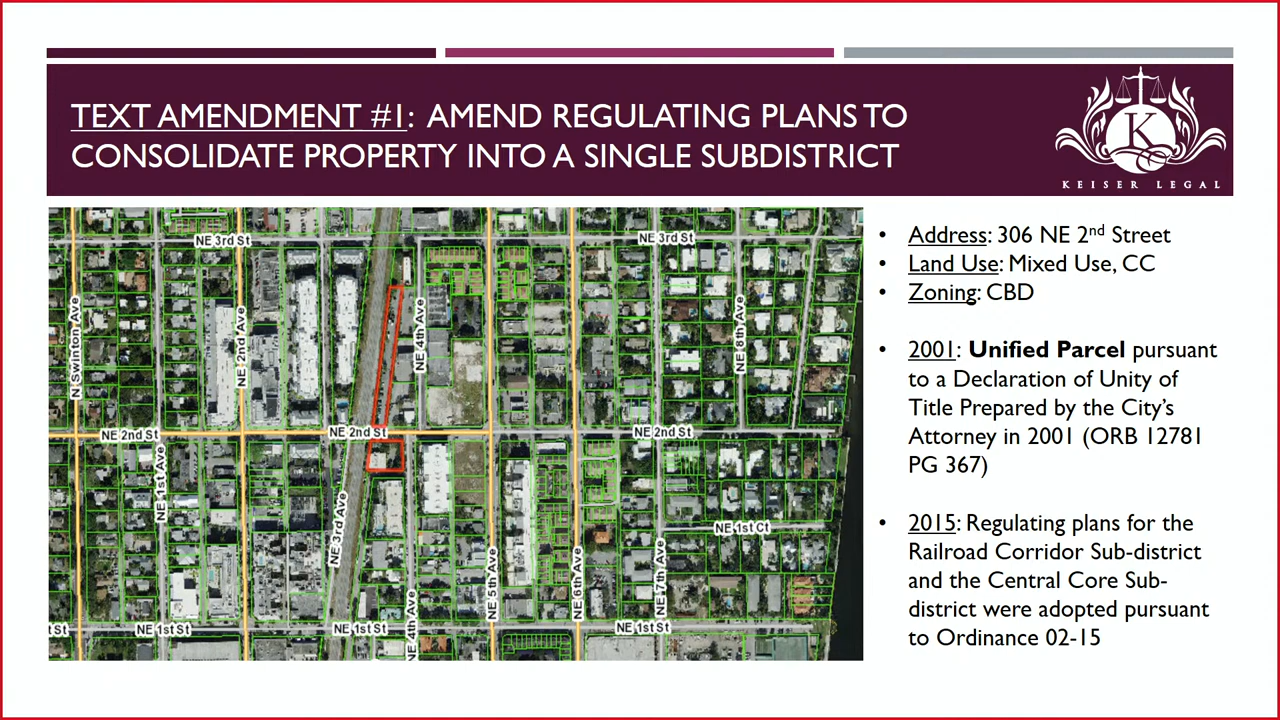 TEXT AMENDMENT #1: AMEND REGULATING PLANS TO
CONSOLIDATE PROPERTY INTO A SINGLE SUBDISTRICT
K
KEISER LEGAL
NE 3rd St
NE 3rd St
N Swinton Ave
NE 2nd Ave
NE 4th Ave
NE 8th Ave
NE 2nd St
NE 2nd St
NE 2nd St
NE 1st Ave
NE 3rd Ave
NE 1st Ct
NE 5th Ave
NE 6th Ave
NE 7th Ave
NE 4th Ave
t St
NE 1st St
NE 1st St
NE 1st St
• Address: 306 NE 2nd Street
• Land Use: Mixed Use, CC
• Zoning: CBD
• 2001: Unified Parcel pursuant
to a Declaration of Unity of
Title Prepared by the City's
Attorney in 2001 (ORB 12781
PG 367)
• 2015: Regulating plans for the
Railroad Corridor Sub-district
and the Central Core Sub-
district were adopted pursuant
to Ordinance 02-15